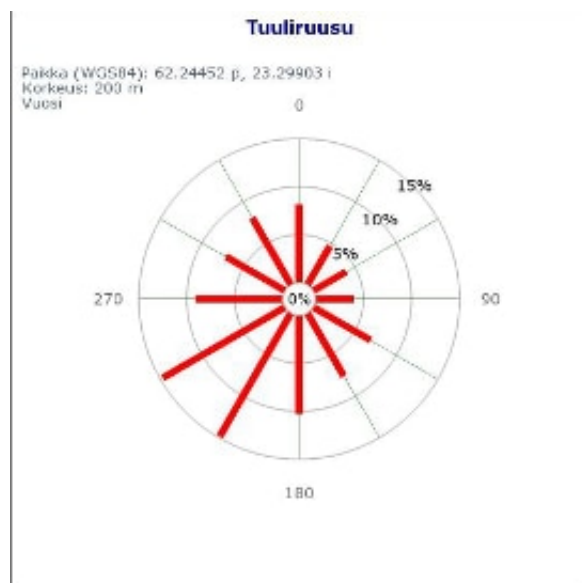 Tuuliruusu
Paikka (WGS84): 62.24452 p, 23.29903 i
Korkeus: 200 m
Vuosi
0
15%
10%
5%
270
0%
90
180